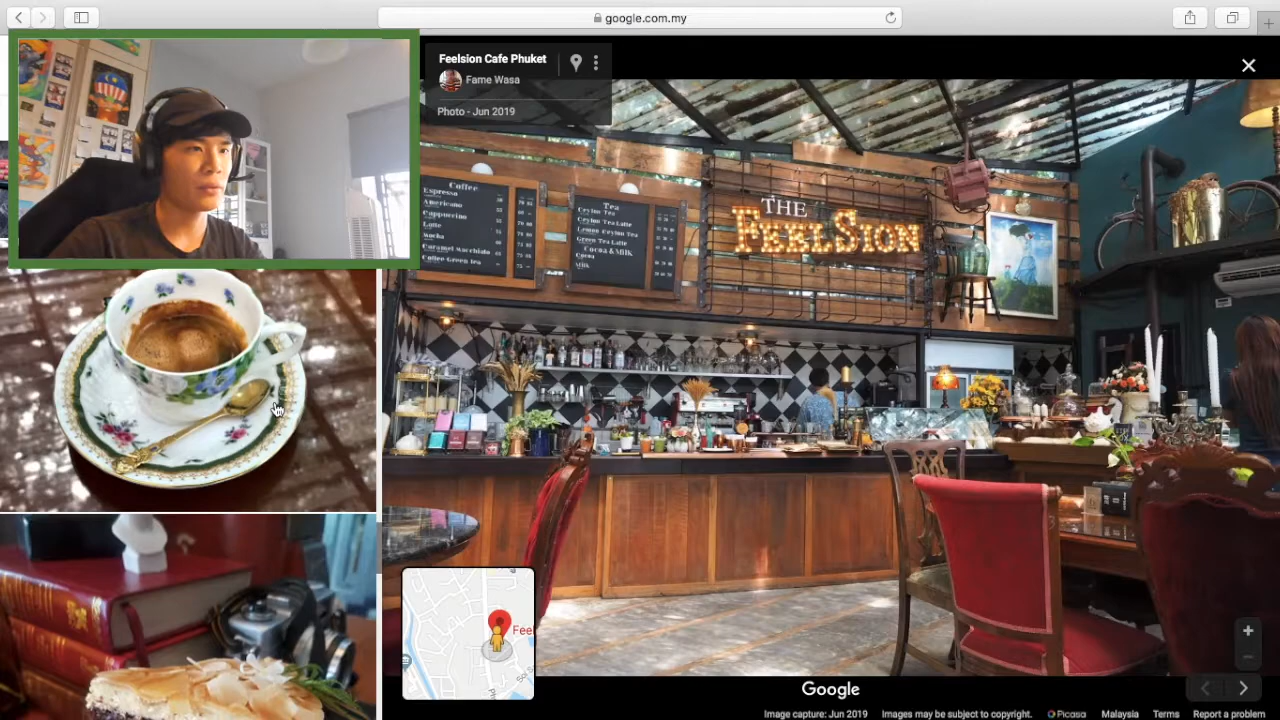 google.com.my
Feelsion Cafe Phuket
Fame Wasa
Photo - Jun 2019
Coffee
Espresso
Americano
Cappuccino
Latte
Mocha
Caramel Macchiato
Coffee Green tea
Tea
Ceylon Tea
Ceylon Tea Latte
Lemon Ceylon Tea
Green Tea Latte
Cocoa & Milk
Cocoa
Milk
THE
FEELSION
Fee
Google
Image capture: Jun 2019
Images may be subject to copyright.
Picasa
Malaysia
Terms
Report a problem